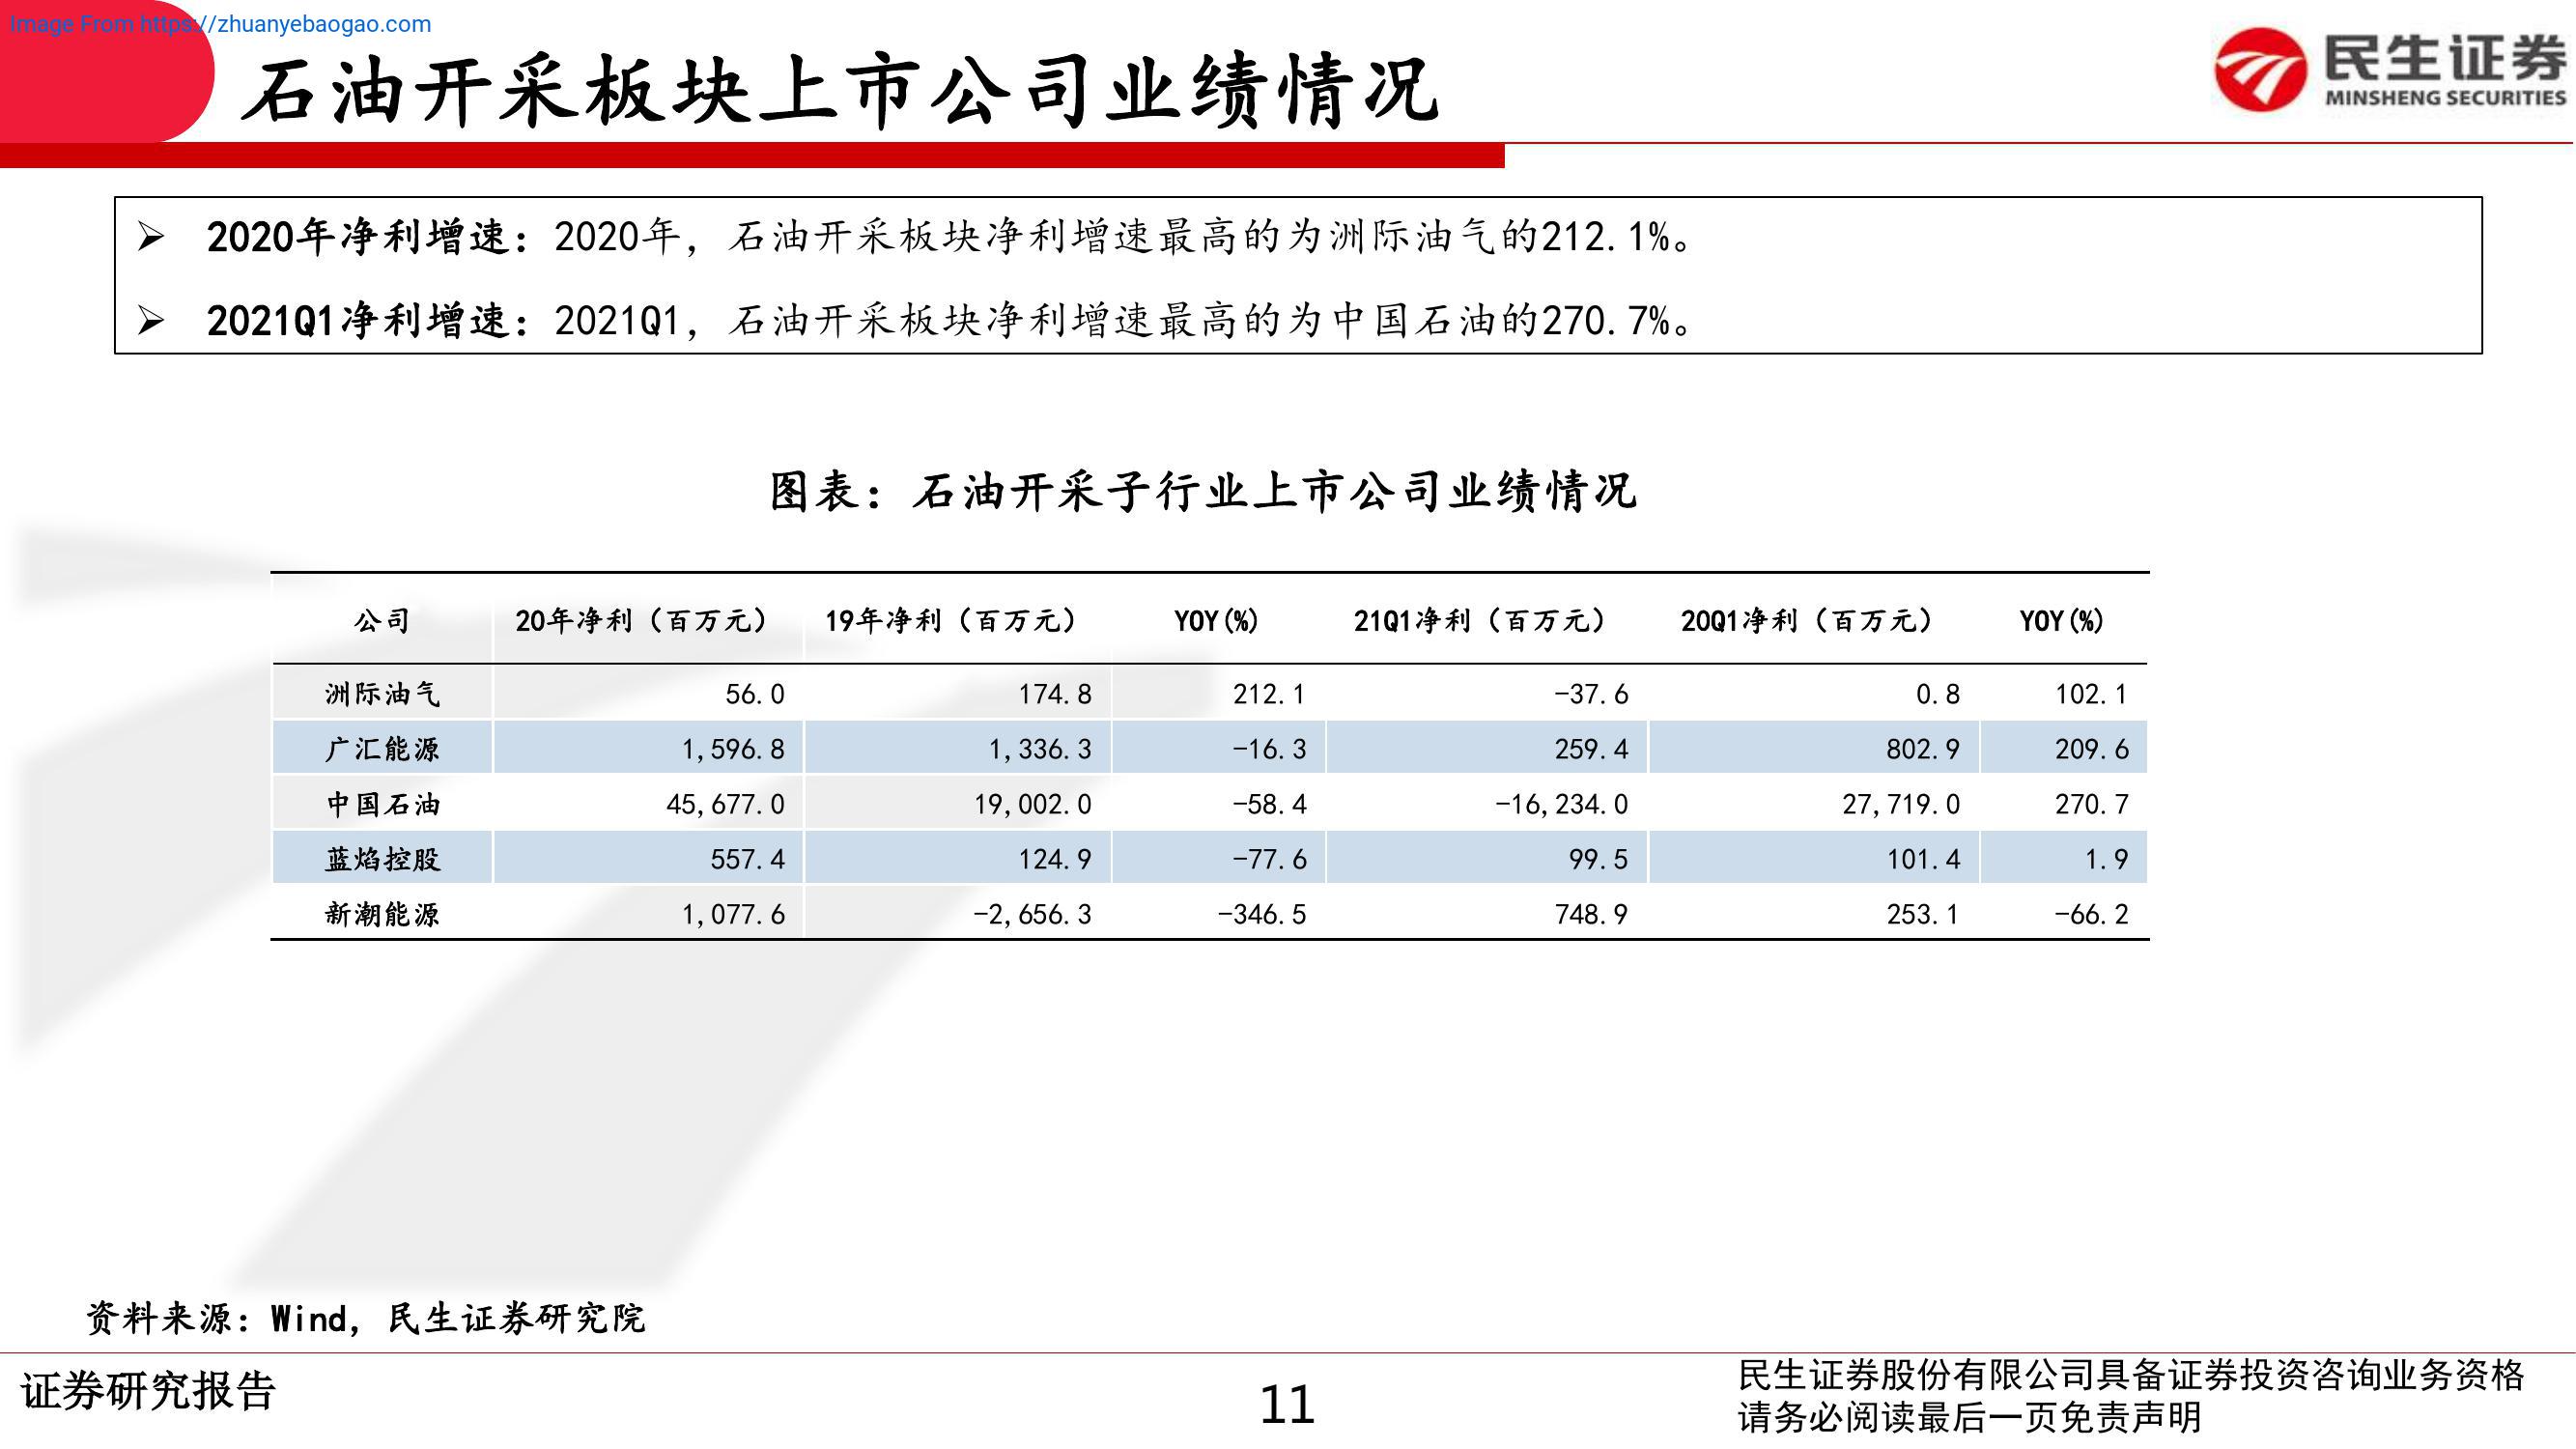 Image From https://zhuanyebaogao.com
石油开采板块上市公司业绩情况
民生证券
MINSHENG SECURITIES
➢ 2020年净利增速：2020年，石油开采板块净利增速最高的为洲际油气的212.1%。
➢ 2021Q1净利增速：2021Q1，石油开采板块净利增速最高的为中国石油的270.7%。
图表：石油开采子行业上市公司业绩情况
公司 20年净利（百万元） 19年净利（百万元） YOY(%) 21Q1净利（百万元） 20Q1净利（百万元） YOY(%)
洲际油气 56.0 174.8 212.1 -37.6 0.8 102.1
广汇能源 1,596.8 1,336.3 -16.3 259.4 802.9 209.6
中国石油 45,677.0 19,002.0 -58.4 -16,234.0 27,719.0 270.7
蓝焰控股 557.4 124.9 -77.6 99.5 101.4 1.9
新潮能源 1,077.6 -2,656.3 -346.5 748.9 253.1 -66.2
资料来源：Wind，民生证券研究院
证券研究报告
11
民生证券股份有限公司具备证券投资咨询业务资格
请务必阅读最后一页免责声明